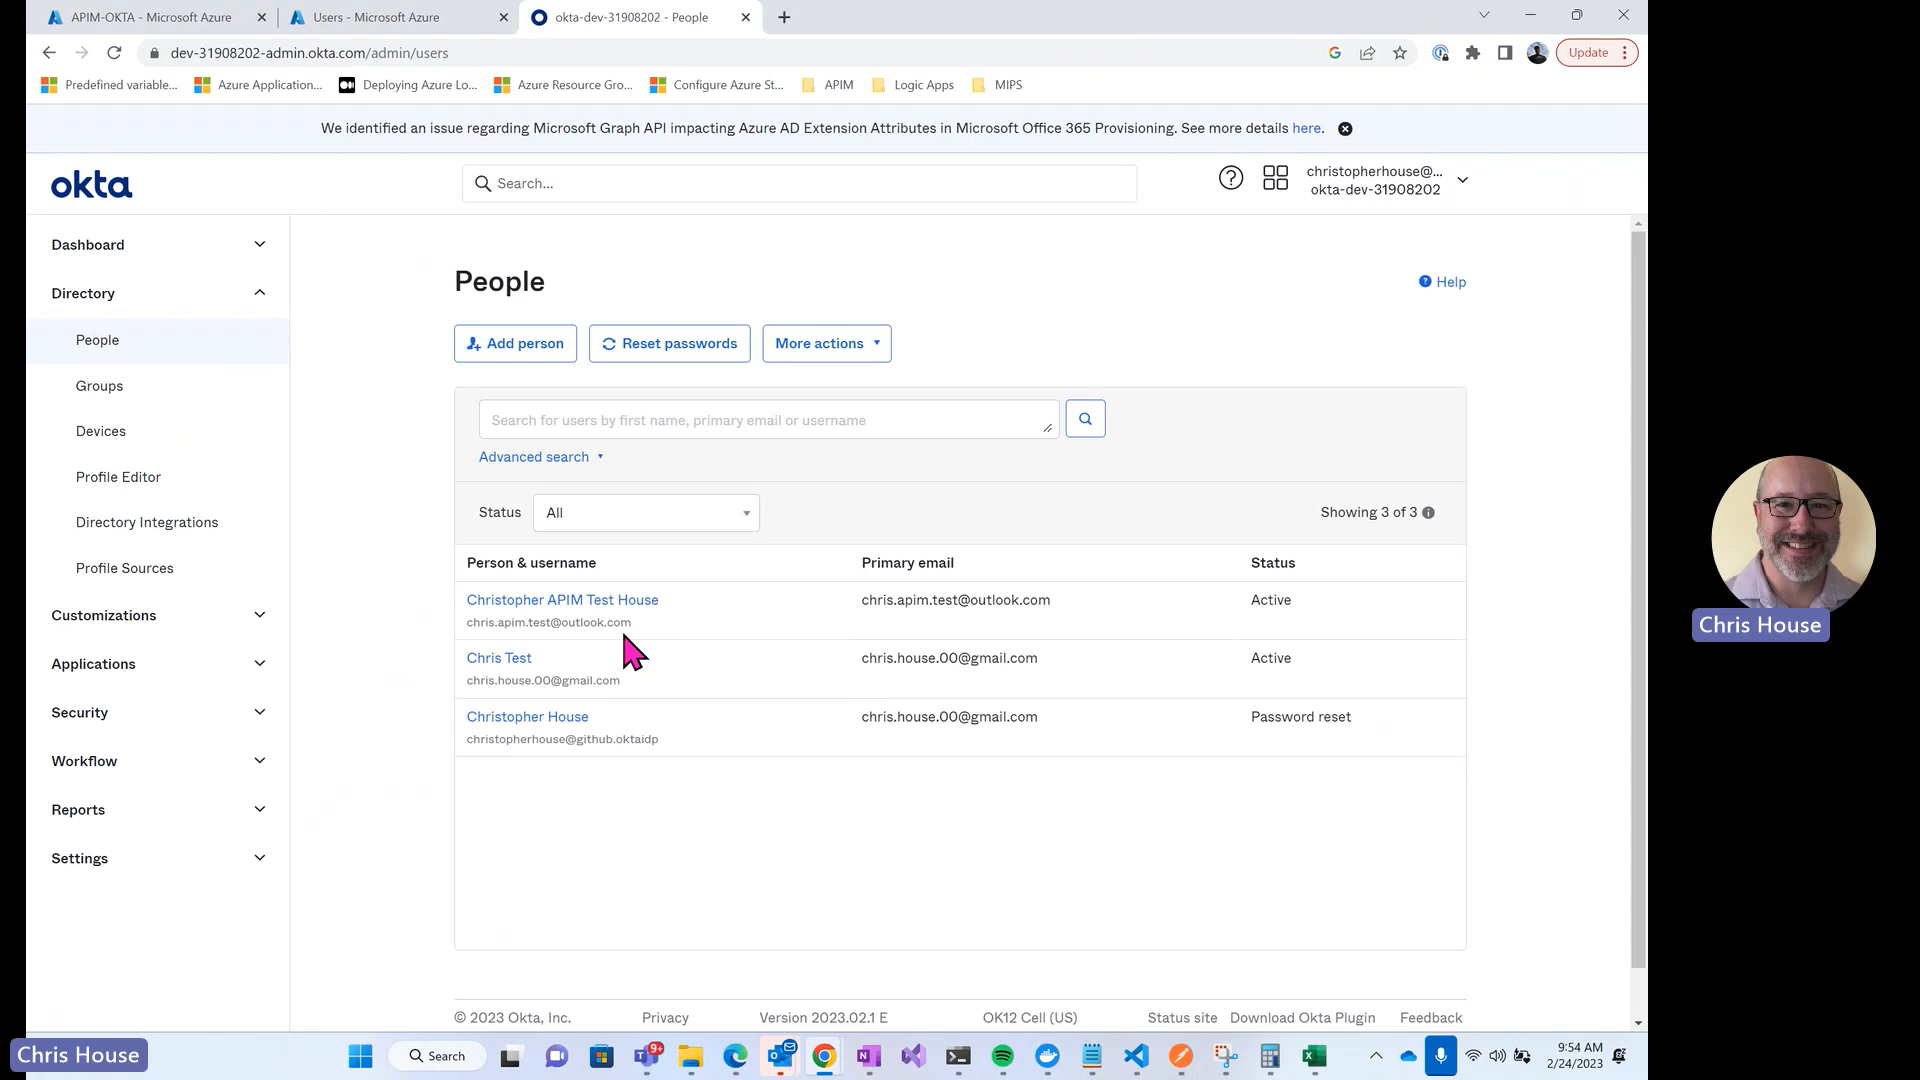 APIM-OKTA - Microsoft Azure
Users - Microsoft Azure
okta-dev-31908202 - People
dev-31908202-admin.okta.com/admin/users
Update
Predefined variable...
Azure Application...
Deploying Azure Lo...
Azure Resource Gro...
Configure Azure St...
APIM
Logic Apps
MIPS
We identified an issue regarding Microsoft Graph API impacting Azure AD Extension Attributes in Microsoft Office 365 Provisioning. See more details here.
okta
Search...
christopherhouse@...
okta-dev-31908202
Dashboard
Directory
People
Groups
Devices
Profile Editor
Directory Integrations
Profile Sources
Customizations
Applications
Security
Workflow
Reports
Settings
People
Help
Add person
Reset passwords
More actions
Search for users by first name, primary email or username
Advanced search
Status
All
Showing 3 of 3
Person & username
Primary email
Status
Christopher APIM Test House
chris.apim.test@outlook.com
chris.apim.test@outlook.com
Active
Chris Test
chris.house.00@gmail.com
chris.house.00@gmail.com
Active
Christopher House
christopherhouse@github.oktaidp
chris.house.00@gmail.com
Password reset
© 2023 Okta, Inc.
Privacy
Version 2023.02.1 E
OK12 Cell (US)
Status site
Download Okta Plugin
Feedback
Chris House
Chris House
Search
9+
9:54 AM
2/24/2023